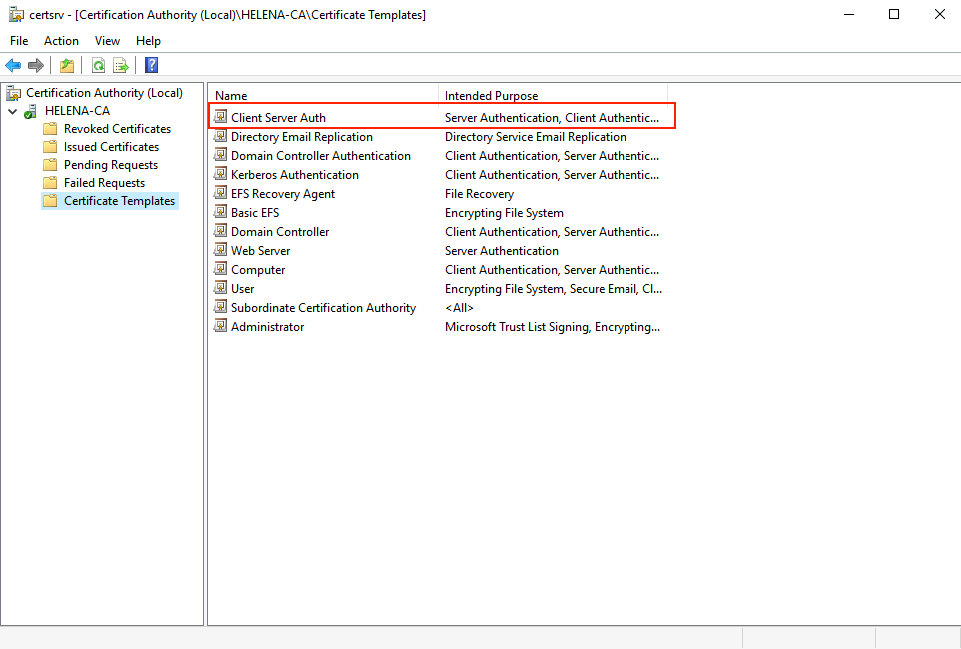 certsrv - [Certification Authority (Local)\HELENA-CA\Certificate Templates]
File Action View Help
Certification Authority (Local)
HELENA-CA
Revoked Certificates
Issued Certificates
Pending Requests
Failed Requests
Certificate Templates
Name Intended Purpose
Client Server Auth Server Authentication, Client Authentic...
Directory Email Replication Directory Service Email Replication
Domain Controller Authentication Client Authentication, Server Authentic...
Kerberos Authentication Client Authentication, Server Authentic...
EFS Recovery Agent File Recovery
Basic EFS Encrypting File System
Domain Controller Client Authentication, Server Authentic...
Web Server Server Authentication
Computer Client Authentication, Server Authentic...
User Encrypting File System, Secure Email, Cl...
Subordinate Certification Authority <All>
Administrator Microsoft Trust List Signing, Encrypting...